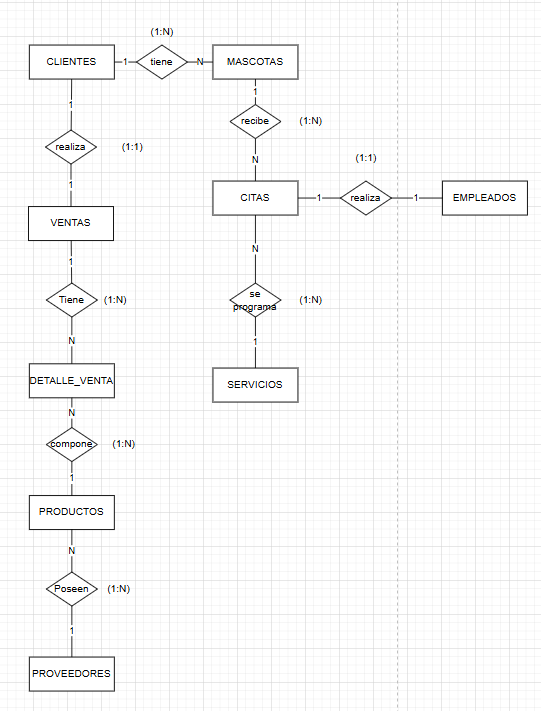 (1:N)
CLIENTES
1
tiene
N
MASCOTAS
1
1
recibe
(1:N)
realiza
(1:1)
N
(1:1)
1
CITAS
1
realiza
1
EMPLEADOS
VENTAS
1
N
Tiene
(1:N)
se
programa
(1:N)
N
1
DETALLE_VENTA
SERVICIOS
N
compone
(1:N)
1
PRODUCTOS
N
Poseen
(1:N)
1
PROVEEDORES